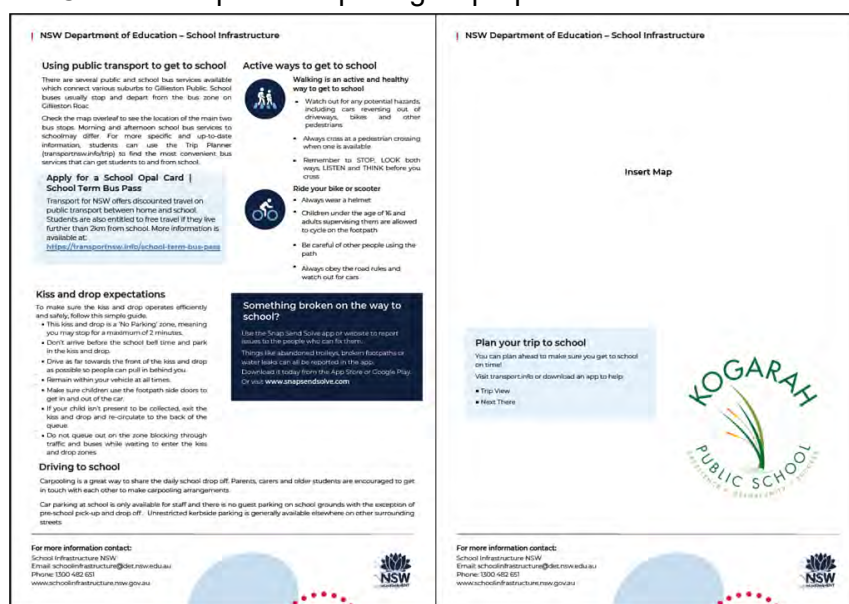 NSW Department of Education – School Infrastructure
Using public transport to get to school
There are several public and school bus services available
which connect various suburbs to Gillieston Public. School
buses usually stop and depart from the bus zone on
Gillieston Roac
Check the map overleaf to see the location of the main two
bus stops. Morning and afternoon school bus services to
schoolmay differ. For more specific and up-to-date
information, students can use the Trip Planner
(transportnsw.info/trip) to find the most convenient bus
services that can get students to and from school.
Apply for a School Opal Card |
School Term Bus Pass
Transport for NSW offers discounted travel on
public transport between home and school.
Students are also entitled to free travel if they live
further than 2km from school. More information is
available at:
https://transportnsw.info/school-term-bus-pass
Active ways to get to school
Walking is an active and healthy
way to get to school
• Watch out for any potential hazards,
including cars reversing out of
driveways, bikes and other
pedestrians
• Always cross at a pedestrian crossing
when one is available
• Remember to STOP, LOOK both
ways, LISTEN and THINK before you
cross
Ride your bike or scooter
• Always wear a helmet
• Children under the age of 16 and
adults supervising them are allowed
to cycle on the footpath
• Be careful of other people using the
path
• Always obey the road rules and
watch out for cars
Kiss and drop expectations
To make sure the kiss and drop operates efficiently
and safely, follow this simple guide.
• This kiss and drop is a 'No Parking' zone, meaning
you may stop for a maximum of 2 minutes.
• Don't arrive before the school bell time and park
in the kiss and drop.
• Drive as far towards the front of the kiss and drop
as possible so people can pull in behind you.
• Remain within your vehicle at all times.
• Make sure children use the footpath side doors to
get in and out of the car.
• If your child isn't present to be collected, exit the
kiss and drop and re-circulate to the back of the
queue
• Do not queue out on the zone blocking through
traffic and buses while waiting to enter the kiss
and drop zones.
Something broken on the way to
school?
Use the Snap Send Solve app or website to report
issues to the people who can fix them.
Things like abandoned trolleys, broken footpaths or
water leaks can all be reported in the app.
Download it today from the App Store or Google Play.
Or visit www.snapsendsolve.com
Driving to school
Carpooling is a great way to share the daily school drop off. Parents, carers and older students are encouraged to get
in touch with each other to make carpooling arrangements.
Car parking at school is only available for staff and there is no guest parking on school grounds with the exception of
pre-school pick-up and drop off. Unrestricted kerbside parking is generally available elsewhere on other surrounding
streets
For more information contact:
School Infrastructure NSW
Email: schoolinfrastructure@det.nsw.edu.au
Phone: 1300 482 651
www.schoolinfrastructure.nsw.gov.au
NSW
NSW Department of Education – School Infrastructure
Insert Map
Plan your trip to school
You can plan ahead to make sure you get to school
on time!
Visit transport.info or download an app to help:
• Trip View
• Next There
KOGARAH
PUBLIC SCHOOL
For more information contact:
School Infrastructure NSW
Email: schoolinfrastructure@det.nsw.edu.au
Phone: 1300 482 651
www.schoolinfrastructure.nsw.gov.au
NSW